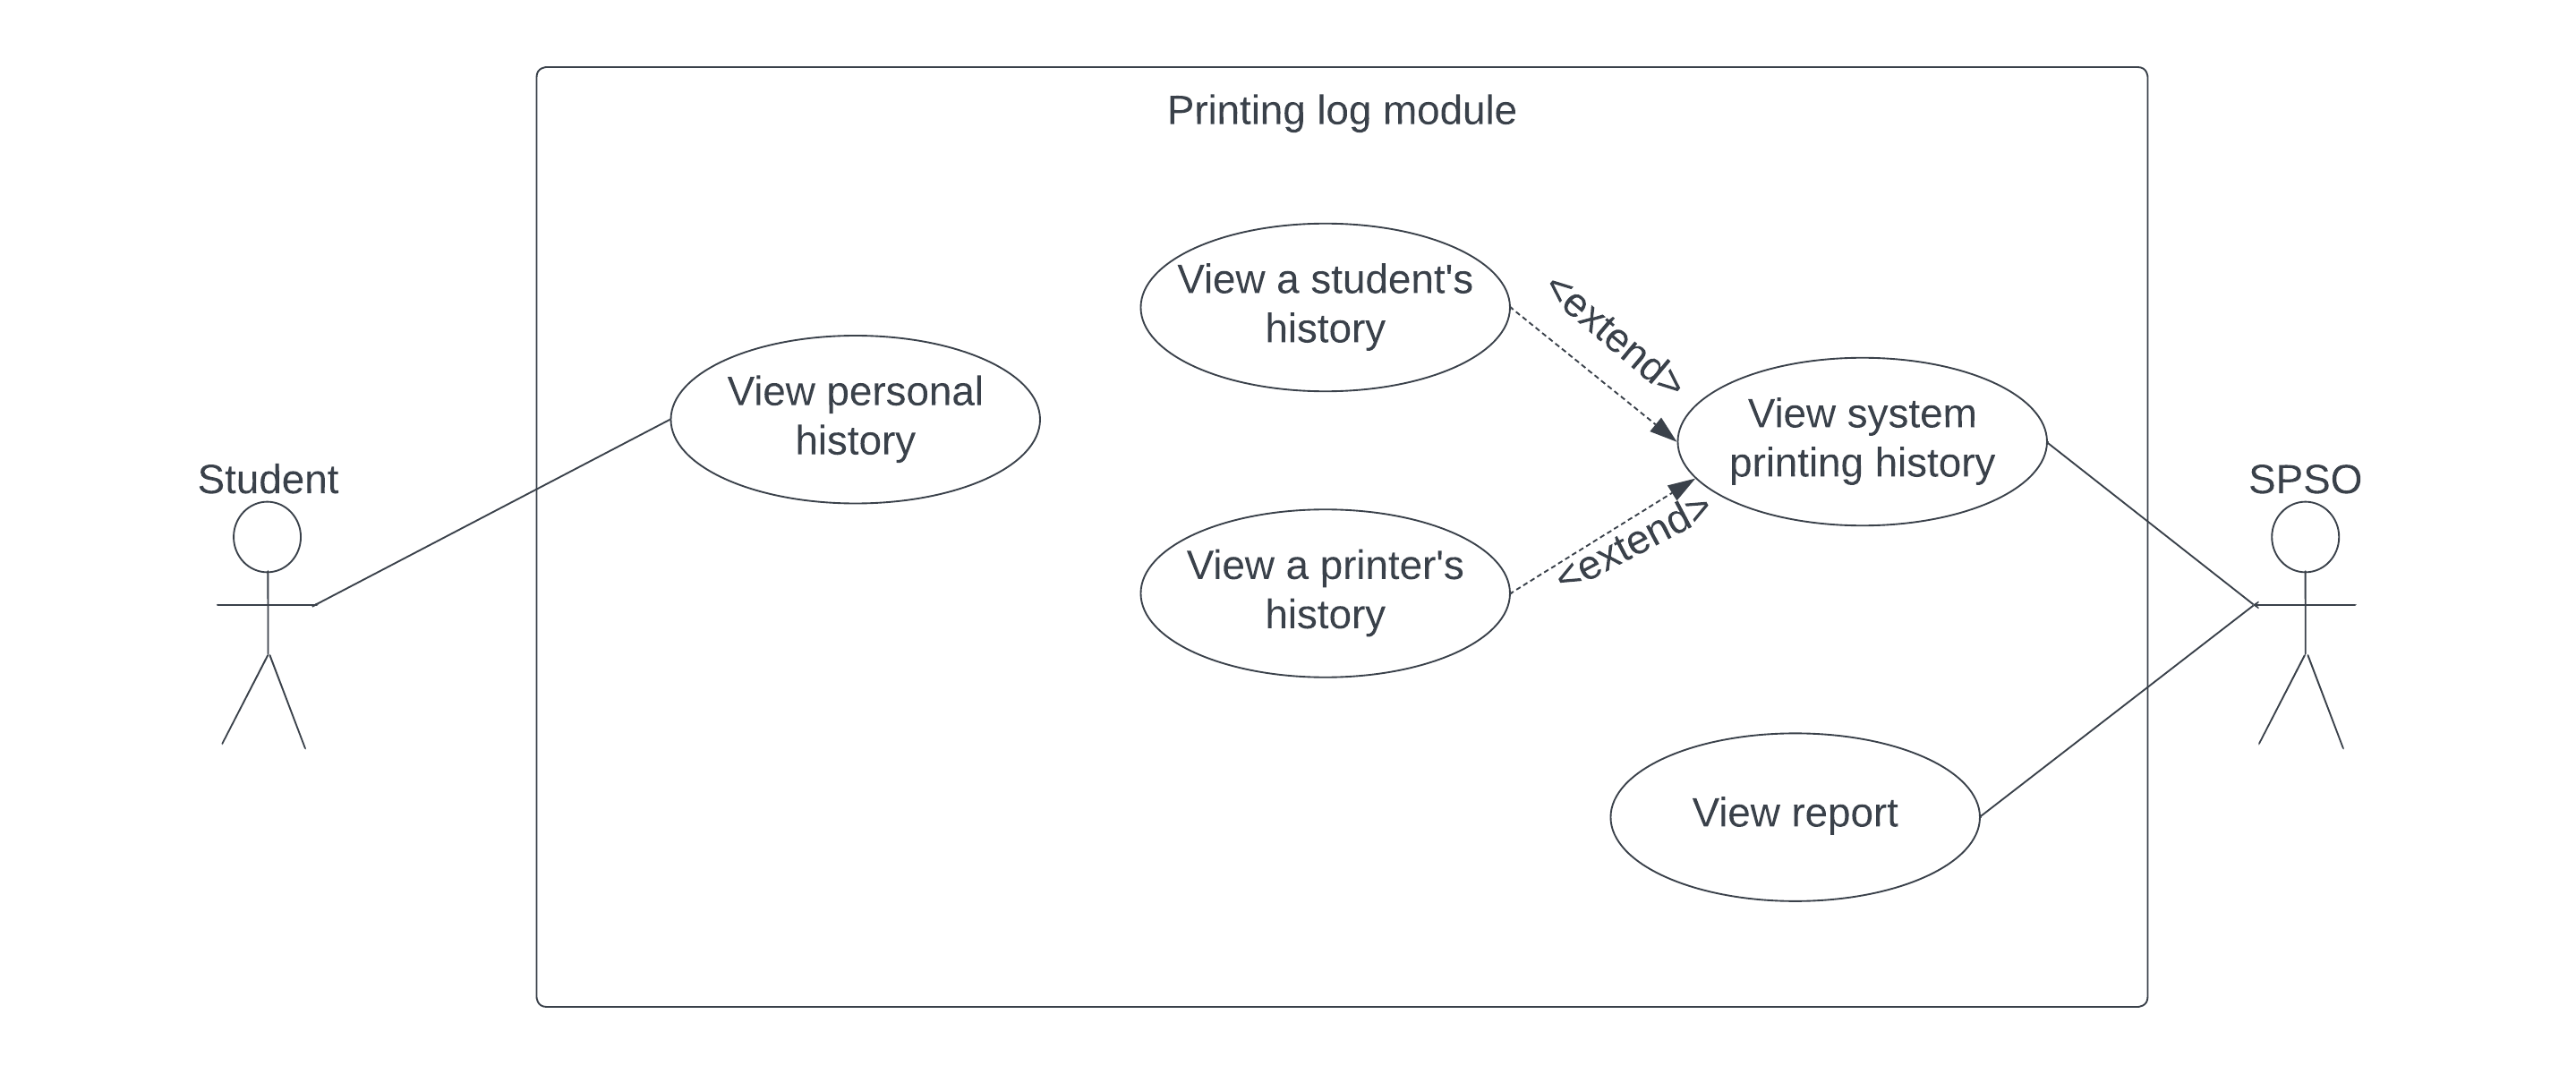 Printing log module
Student
View personal
history
View a student's
history
<extend>
View a printer's
history
<extend>
View system
printing history
View report
SPSO